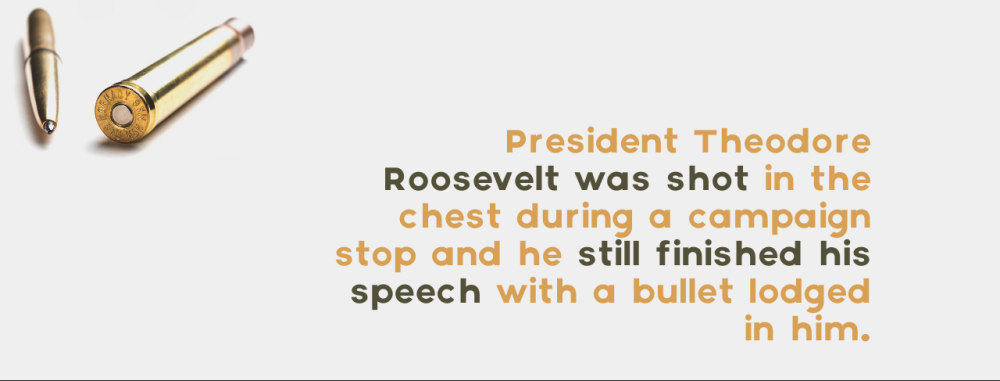 President Theodore
Roosevelt was shot in the
chest during a campaign
stop and he still finished his
speech with a bullet lodged
in him.